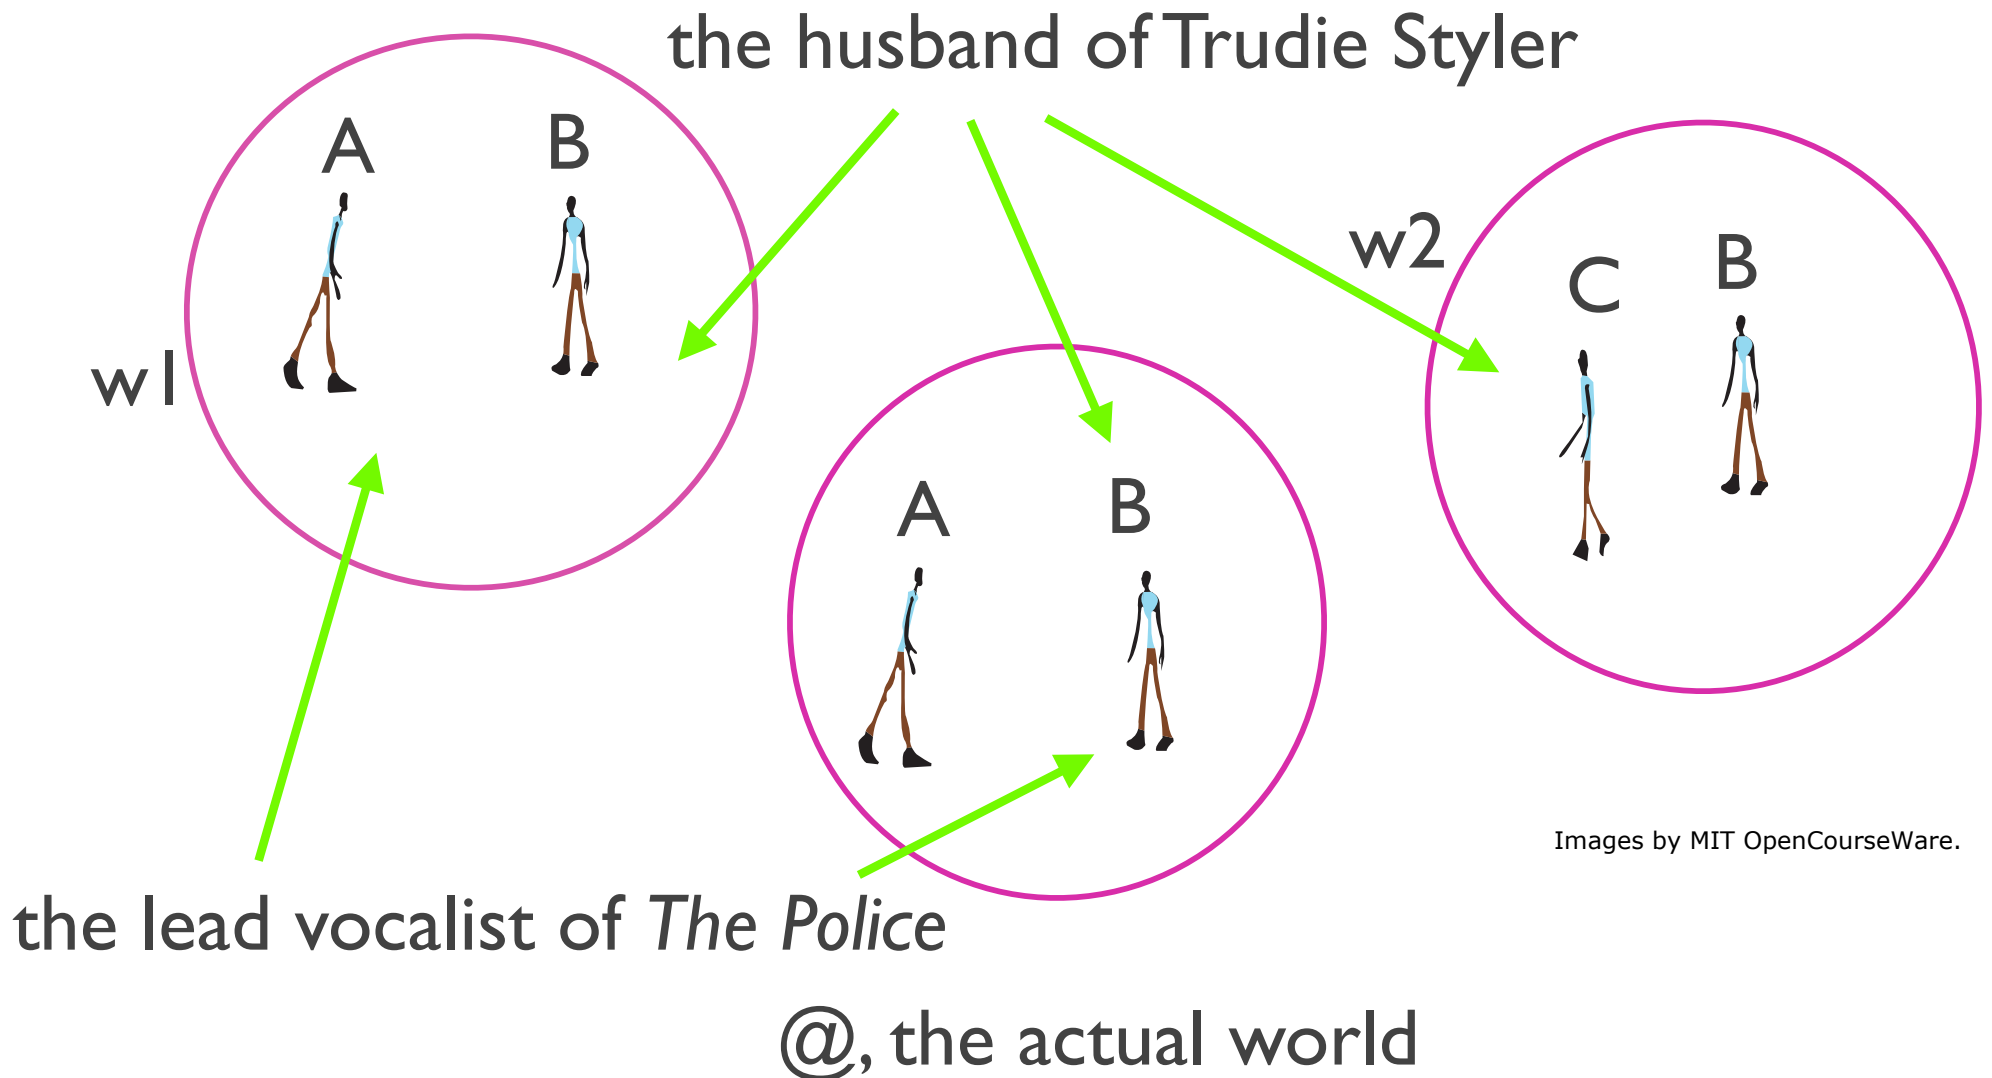 the husband of Trudie Styler
A
B
w1
w2
C
B
A
B
Images by MIT OpenCourseWare.
the lead vocalist of The Police
@, the actual world